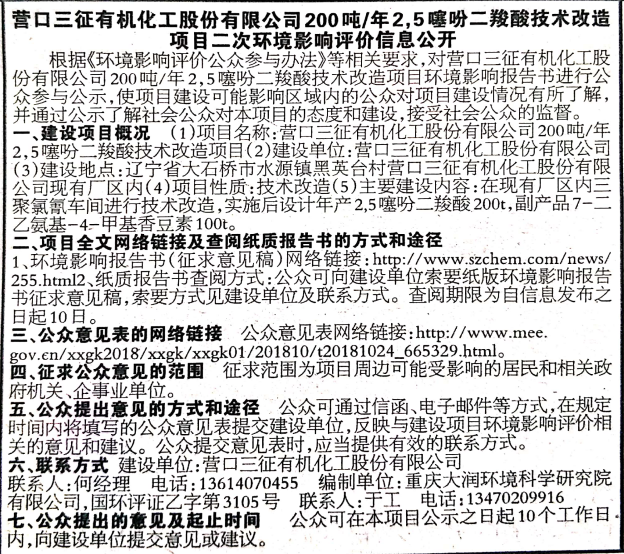 营口三征有机化工股份有限公司200吨/年2,5噻吩二羧酸技术改造
项目二次环境影响评价信息公开
根据《环境影响评价公众参与办法》等相关要求,对营口三征有机化工股
份有限公司200吨/年2,5噻吩二羧酸技术改造项目环境影响报告书进行公
众参与公示,使项目建设可能影响区域内的公众对项目建设情况有所了解,
并通过公示了解社会公众对本项目的态度和建设,接受社会公众的监督。
一、建设项目概况 (1)项目名称:营口三征有机化工股份有限公司200吨/年
2,5噻吩二羧酸技术改造项目(2)建设单位:营口三征有机化工股份有限公司
(3)建设地点:辽宁省大石桥市水源镇黑英台村营口三征有机化工股份有限
公司现有厂区内(4)项目性质:技术改造(5)主要建设内容:在现有厂区内三
聚氯氰车间进行技术改造,实施后设计年产2,5噻吩二羧酸200t,副产品7-二
乙氨基-4-甲基香豆素100t。
二、项目全文网络链接及查阅纸质报告书的方式和途径
1、环境影响报告书(征求意见稿)网络链接:http://www.szchem.com/news/
255.html2、纸质报告书查阅方式:公众可向建设单位索要纸版环境影响报告
书征求意见稿,索要方式见建设单位及联系方式。查阅期限为自信息发布之
日起10日。
三、公众意见表的网络链接 公众意见表网络链接:http://www.mee.
gov.cn/xxgk2018/xxgk/xxgk01/201810/t20181024_665329.html。
四、征求公众意见的范围 征求范围为项目周边可能受影响的居民和相关政
府机关、企事业单位。
五、公众提出意见的方式和途径 公众可通过信函、电子邮件等方式,在规定
时间内将填写的公众意见表提交建设单位,反映与建设项目环境影响评价相
关的意见和建议。公众提交意见表时,应当提供有效的联系方式。
六、联系方式 建设单位:营口三征有机化工股份有限公司
联系人:何经理 电话:13614070455 编制单位:重庆大润环境科学研究院
有限公司,国环评证乙字第3105号 联系人:于工 电话:13470209916
七、公众提出的意见及起止时间 公众可在本项目公示之日起10个工作日
内,向建设单位提交意见或建议。